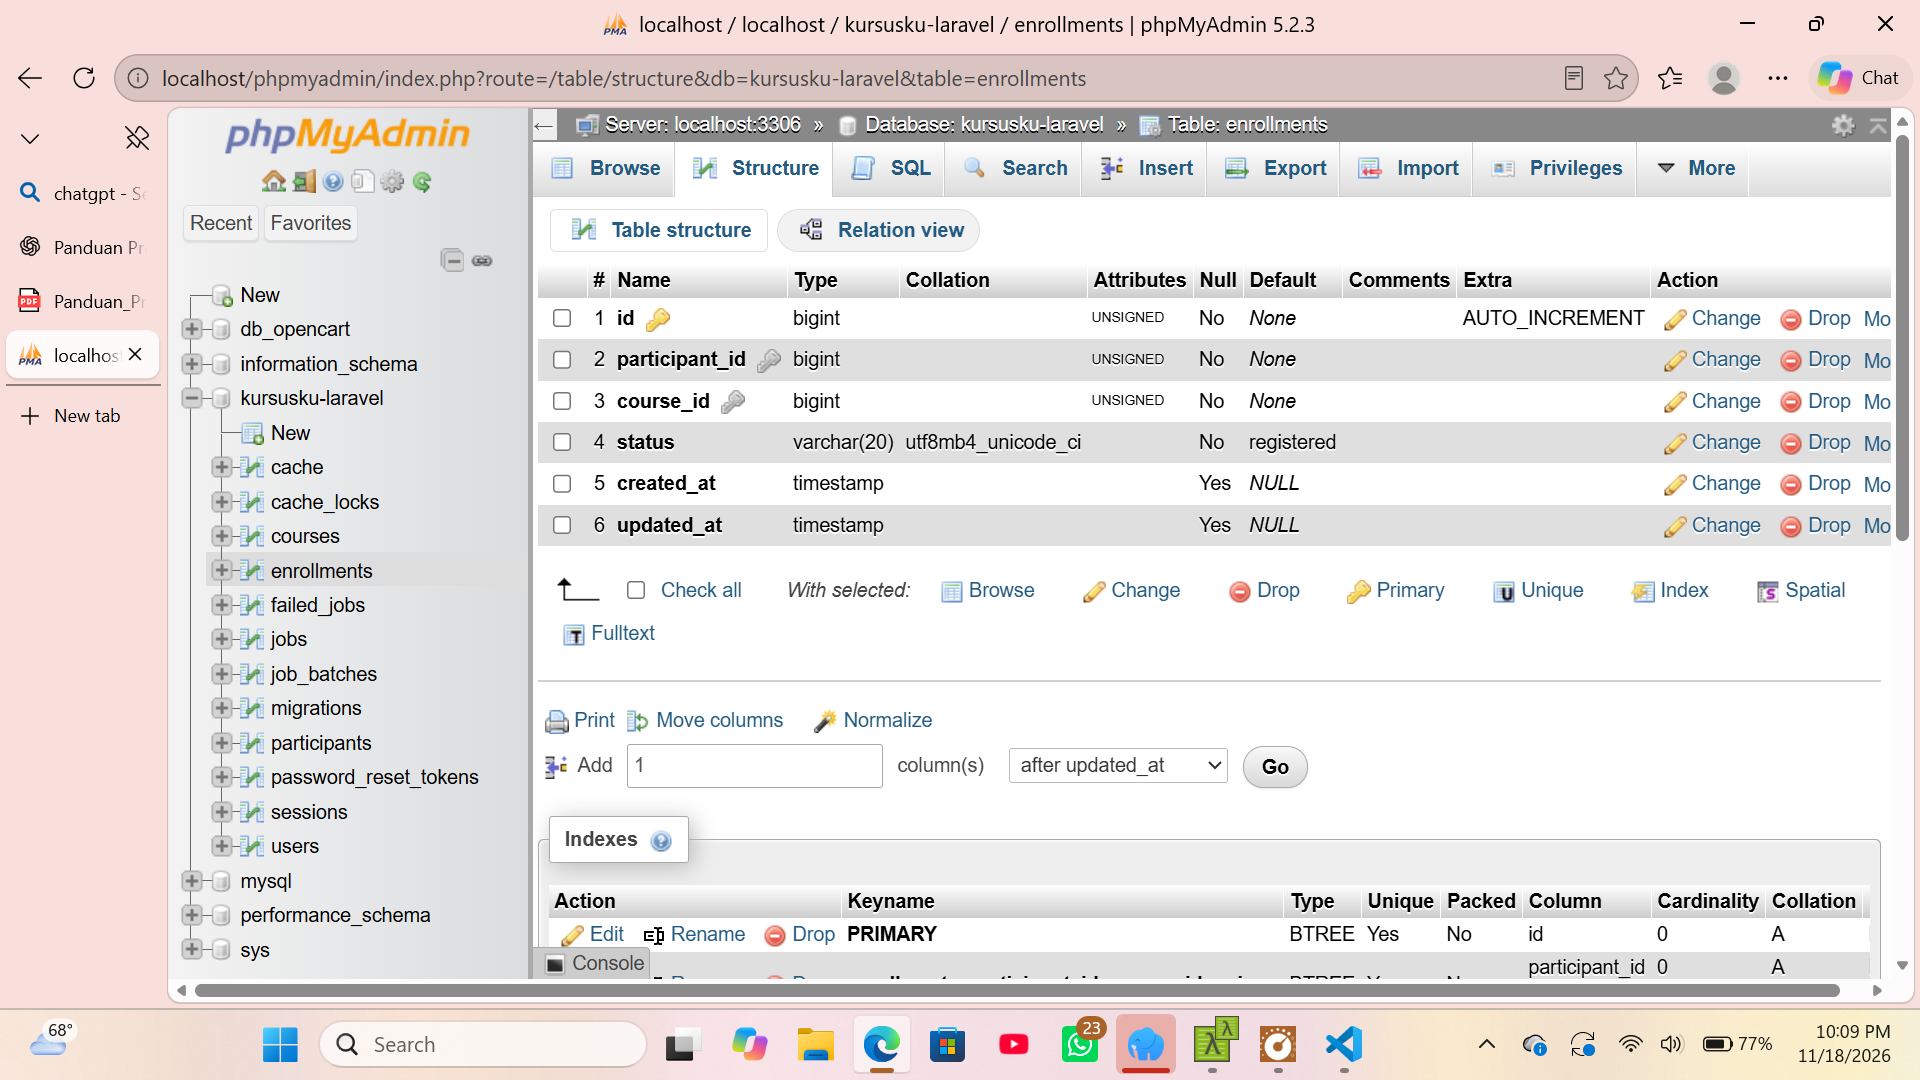 localhost / localhost / kursusku-laravel / enrollments | phpMyAdmin 5.2.3
localhost/phpmyadmin/index.php?route=/table/structure&db=kursusku-laravel&table=enrollments
Chat
chatgpt - Se
Panduan Pr
Panduan_Pr
localhos
New tab
phpMyAdmin
Recent Favorites
New
db_opencart
information_schema
kursusku-laravel
New
cache
cache_locks
courses
enrollments
failed_jobs
jobs
job_batches
migrations
participants
password_reset_tokens
sessions
users
mysql
performance_schema
sys
Server: localhost:3306 » Database: kursusku-laravel » Table: enrollments
Browse Structure SQL Search Insert Export Import Privileges More
Table structure Relation view
# Name Type Collation Attributes Null Default Comments Extra Action
1 id bigint UNSIGNED No None AUTO_INCREMENT Change Drop Mo
2 participant_id bigint UNSIGNED No None Change Drop Mo
3 course_id bigint UNSIGNED No None Change Drop Mo
4 status varchar(20) utf8mb4_unicode_ci No registered Change Drop Mo
5 created_at timestamp Yes NULL Change Drop Mo
6 updated_at timestamp Yes NULL Change Drop Mo
Check all With selected: Browse Change Drop Primary Unique Index Spatial
Fulltext
Print Move columns Normalize
Add 1 column(s) after updated_at Go
Indexes
Action Keyname Type Unique Packed Column Cardinality Collation
Edit Rename Drop PRIMARY BTREE Yes No id 0 A
participant_id 0 A
Console
68°
Search
23
77%
10:09 PM
11/18/2026